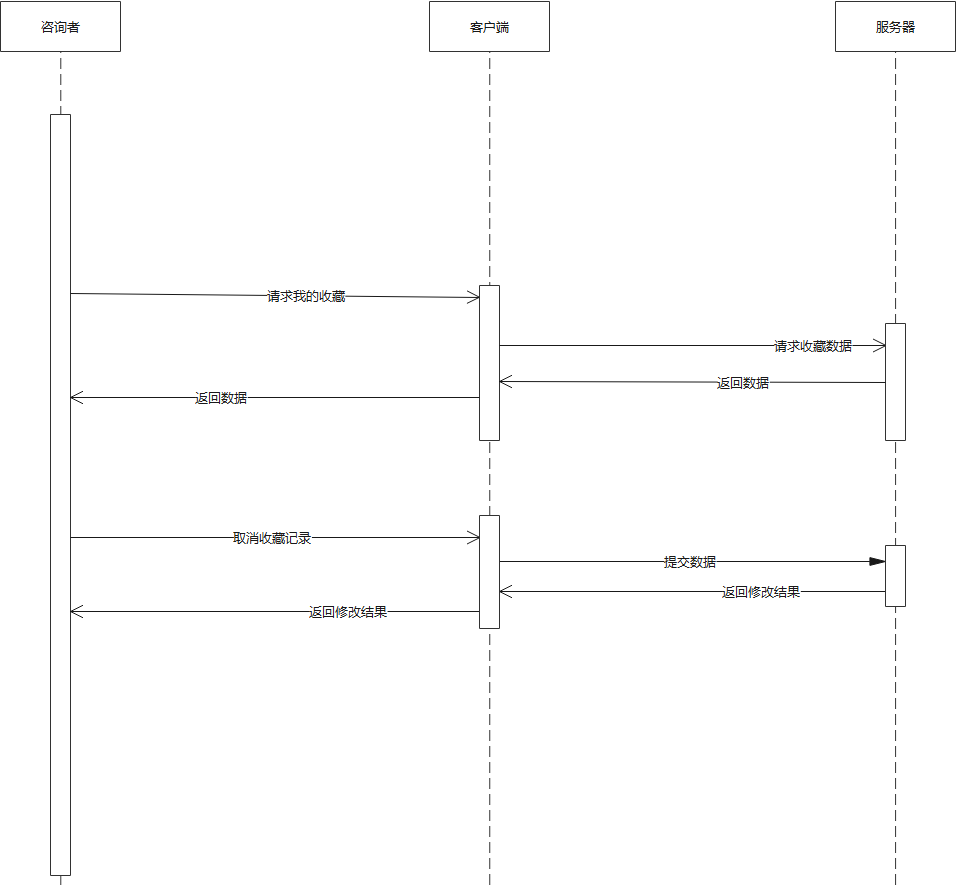 咨询者
客户端
服务器
请求我的收藏
请求收藏数据
返回数据
返回数据
取消收藏记录
提交数据
返回修改结果
返回修改结果